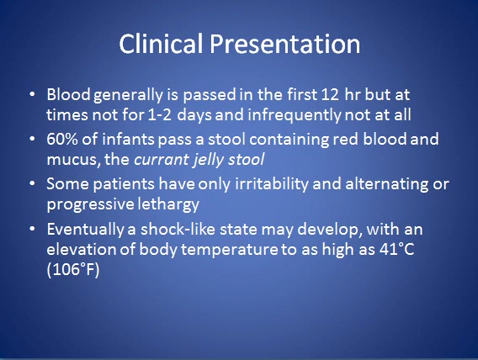 Clinical Presentation
• Blood generally is passed in the first 12 hr but at
times not for 1-2 days and infrequently not at all
• 60% of infants pass a stool containing red blood and
mucus, the currant jelly stool
• Some patients have only irritability and alternating or
progressive lethargy
• Eventually a shock-like state may develop, with an
elevation of body temperature to as high as 41°C
(106°F)